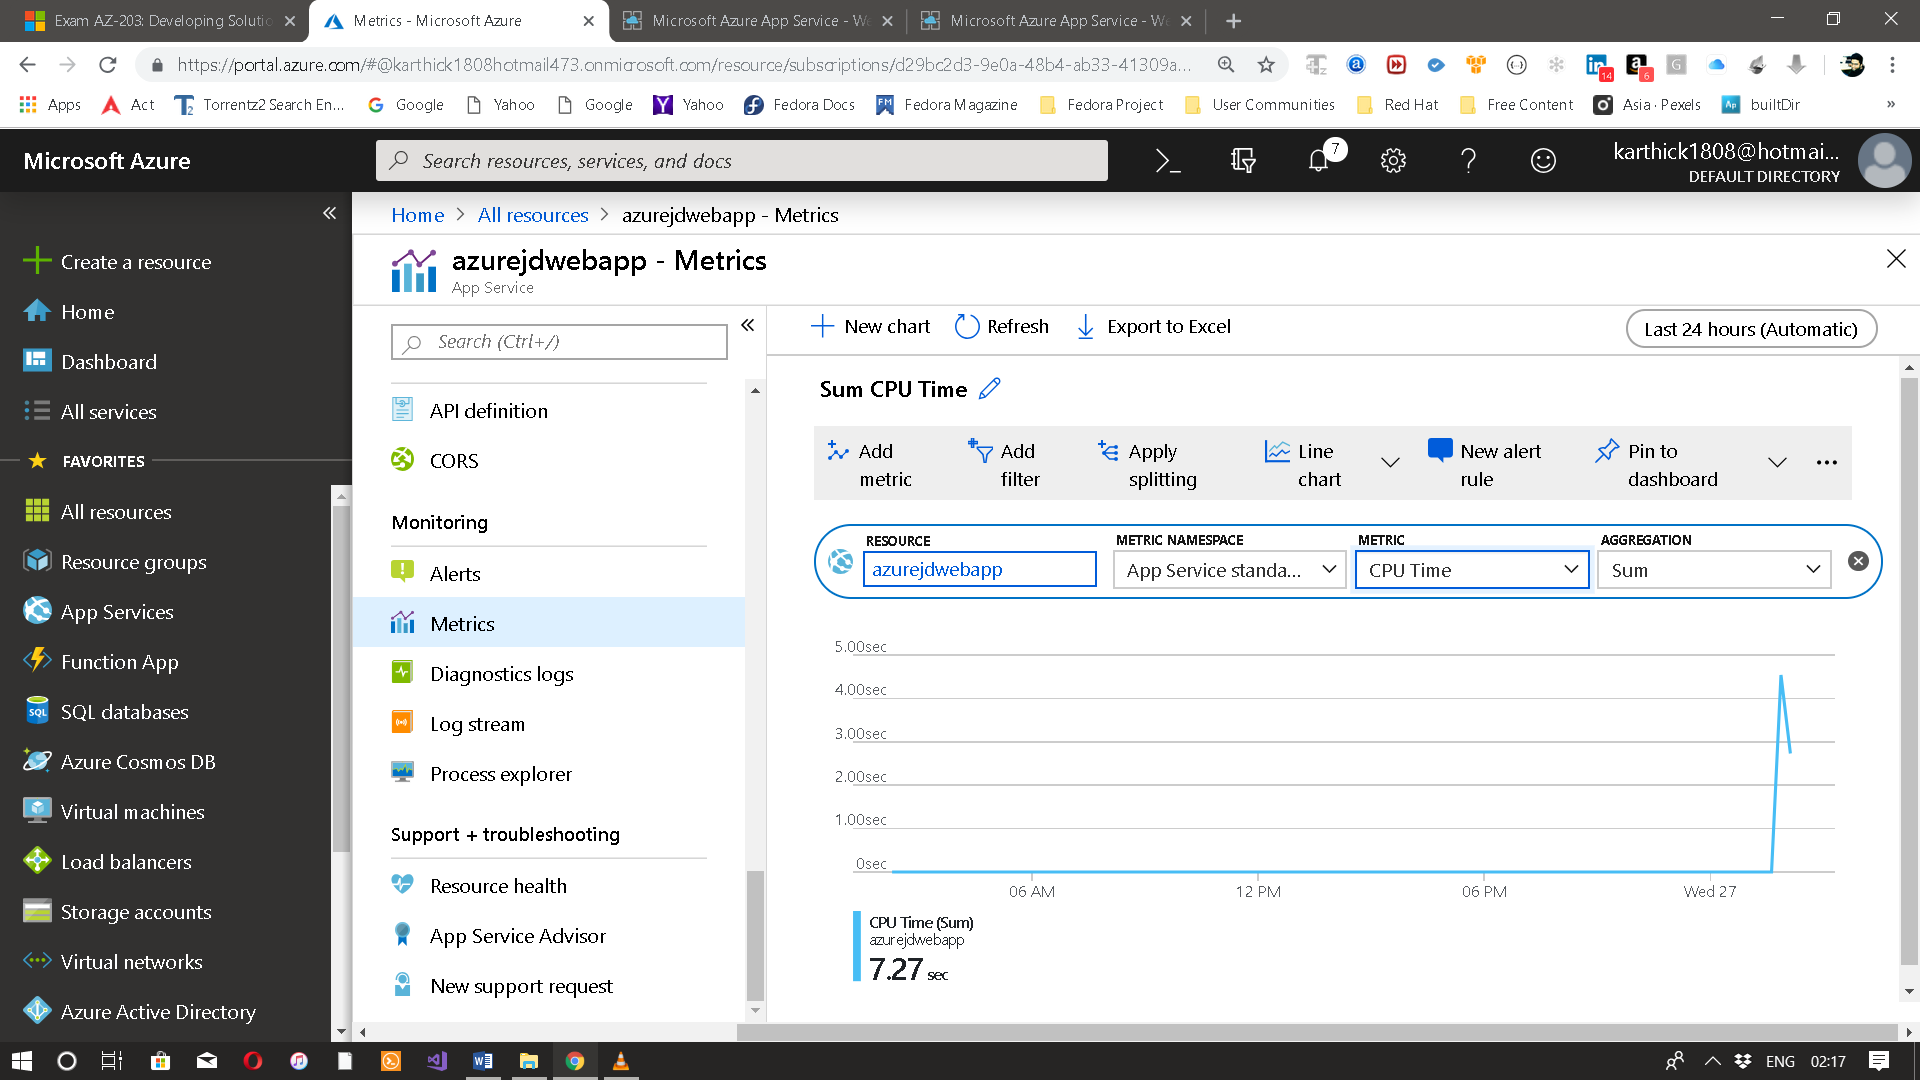 Exam AZ-203: Developing Solutio
Metrics - Microsoft Azure
Microsoft Azure App Service - We
Microsoft Azure App Service - We
https://portal.azure.com/#@karthick1808hotmail473.onmicrosoft.com/resource/subscriptions/d29bc2d3-9e0a-48b4-ab33-41309a...
14
6
Apps
Act
Torrentz2 Search En...
Google
Yahoo
Google
Yahoo
Fedora Docs
Fedora Magazine
Fedora Project
User Communities
Red Hat
Free Content
Asia · Pexels
builtDir
»
Microsoft Azure
Search resources, services, and docs
7
karthick1808@hotmai...
DEFAULT DIRECTORY
Home > All resources > azurejdwebapp - Metrics
azurejdwebapp - Metrics
App Service
Create a resource
Home
Dashboard
All services
FAVORITES
All resources
Resource groups
App Services
Function App
SQL databases
Azure Cosmos DB
Virtual machines
Load balancers
Storage accounts
Virtual networks
Azure Active Directory
Search (Ctrl+/)
API definition
CORS
Monitoring
Alerts
Metrics
Diagnostics logs
Log stream
Process explorer
Support + troubleshooting
Resource health
App Service Advisor
New support request
New chart
Refresh
Export to Excel
Last 24 hours (Automatic)
Sum CPU Time
Add metric
Add filter
Apply splitting
Line chart
New alert rule
Pin to dashboard
RESOURCE
azurejdwebapp
METRIC NAMESPACE
App Service standa...
METRIC
CPU Time
AGGREGATION
Sum
5.00sec
4.00sec
3.00sec
2.00sec
1.00sec
0sec
06 AM
12 PM
06 PM
Wed 27
CPU Time (Sum)
azurejdwebapp
7.27 sec
ENG
02:17